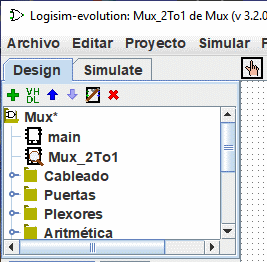 Logisim-evolution: Mux_2To1 de Mux (v 3.2.0
Archivo Editar Proyecto Simular
Design Simulate
VH
DL
Mux*
main
Mux_2To1
Cableado
Puertas
Plexores
Aritmética